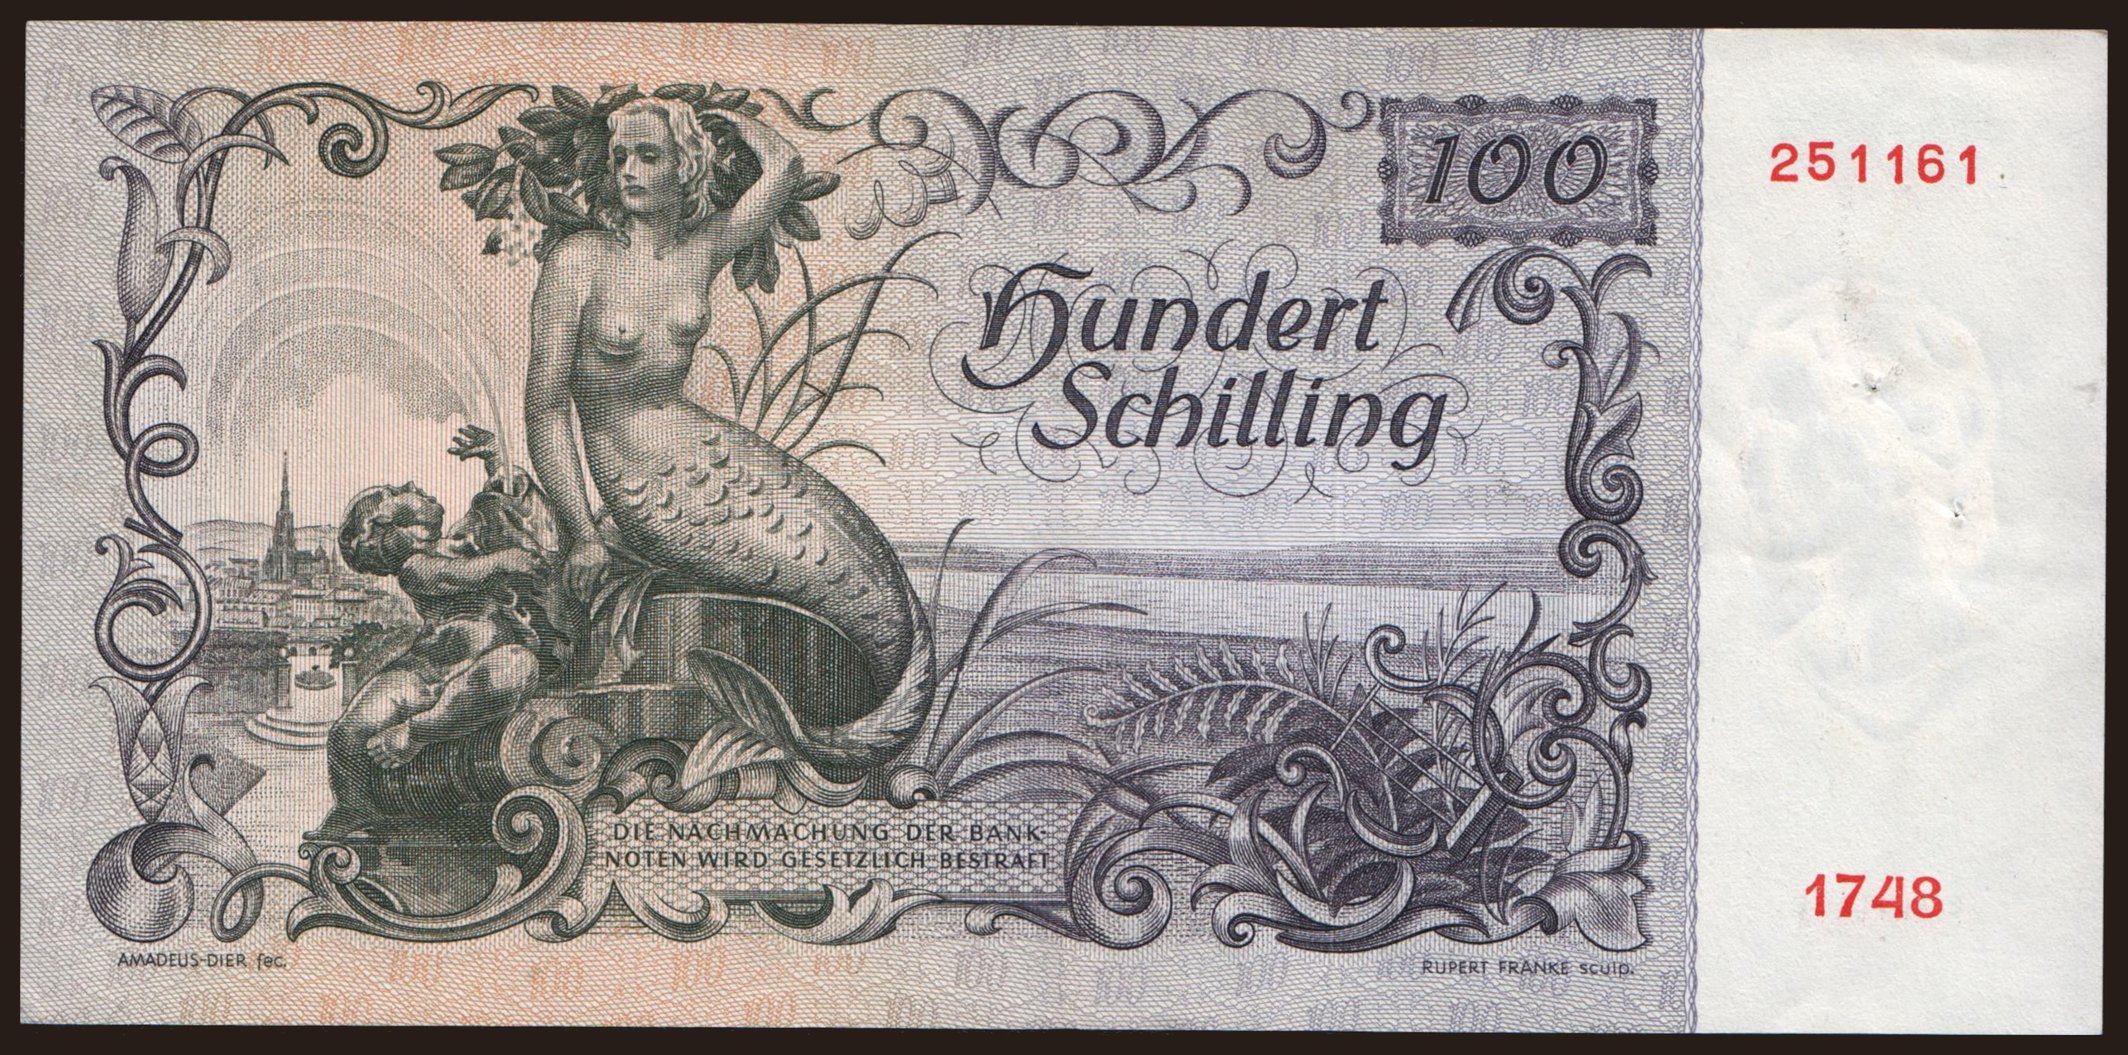 100
251161
Hundert
Schilling
DIE NACHMACHUNG DER BANK-
NOTEN WIRD GESETZLICH BESTRAFT
1748
AMADEUS-DIER fec.
RUPERT FRANKE sculp.